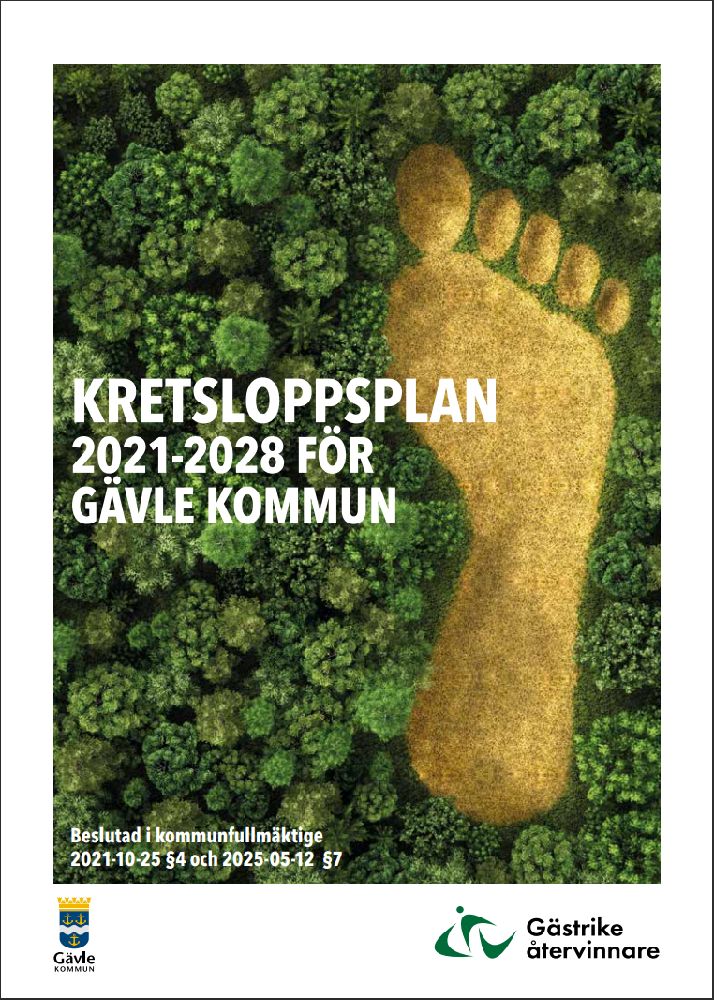 KRETSLOPPSPLAN
2021-2028 FÖR
GÄVLE KOMMUN
Beslutad i kommunfullmäktige
2021-10-25 §4 och 2025-05-12 §7
Gävle
KOMMUN
Gästrike
återvinnare